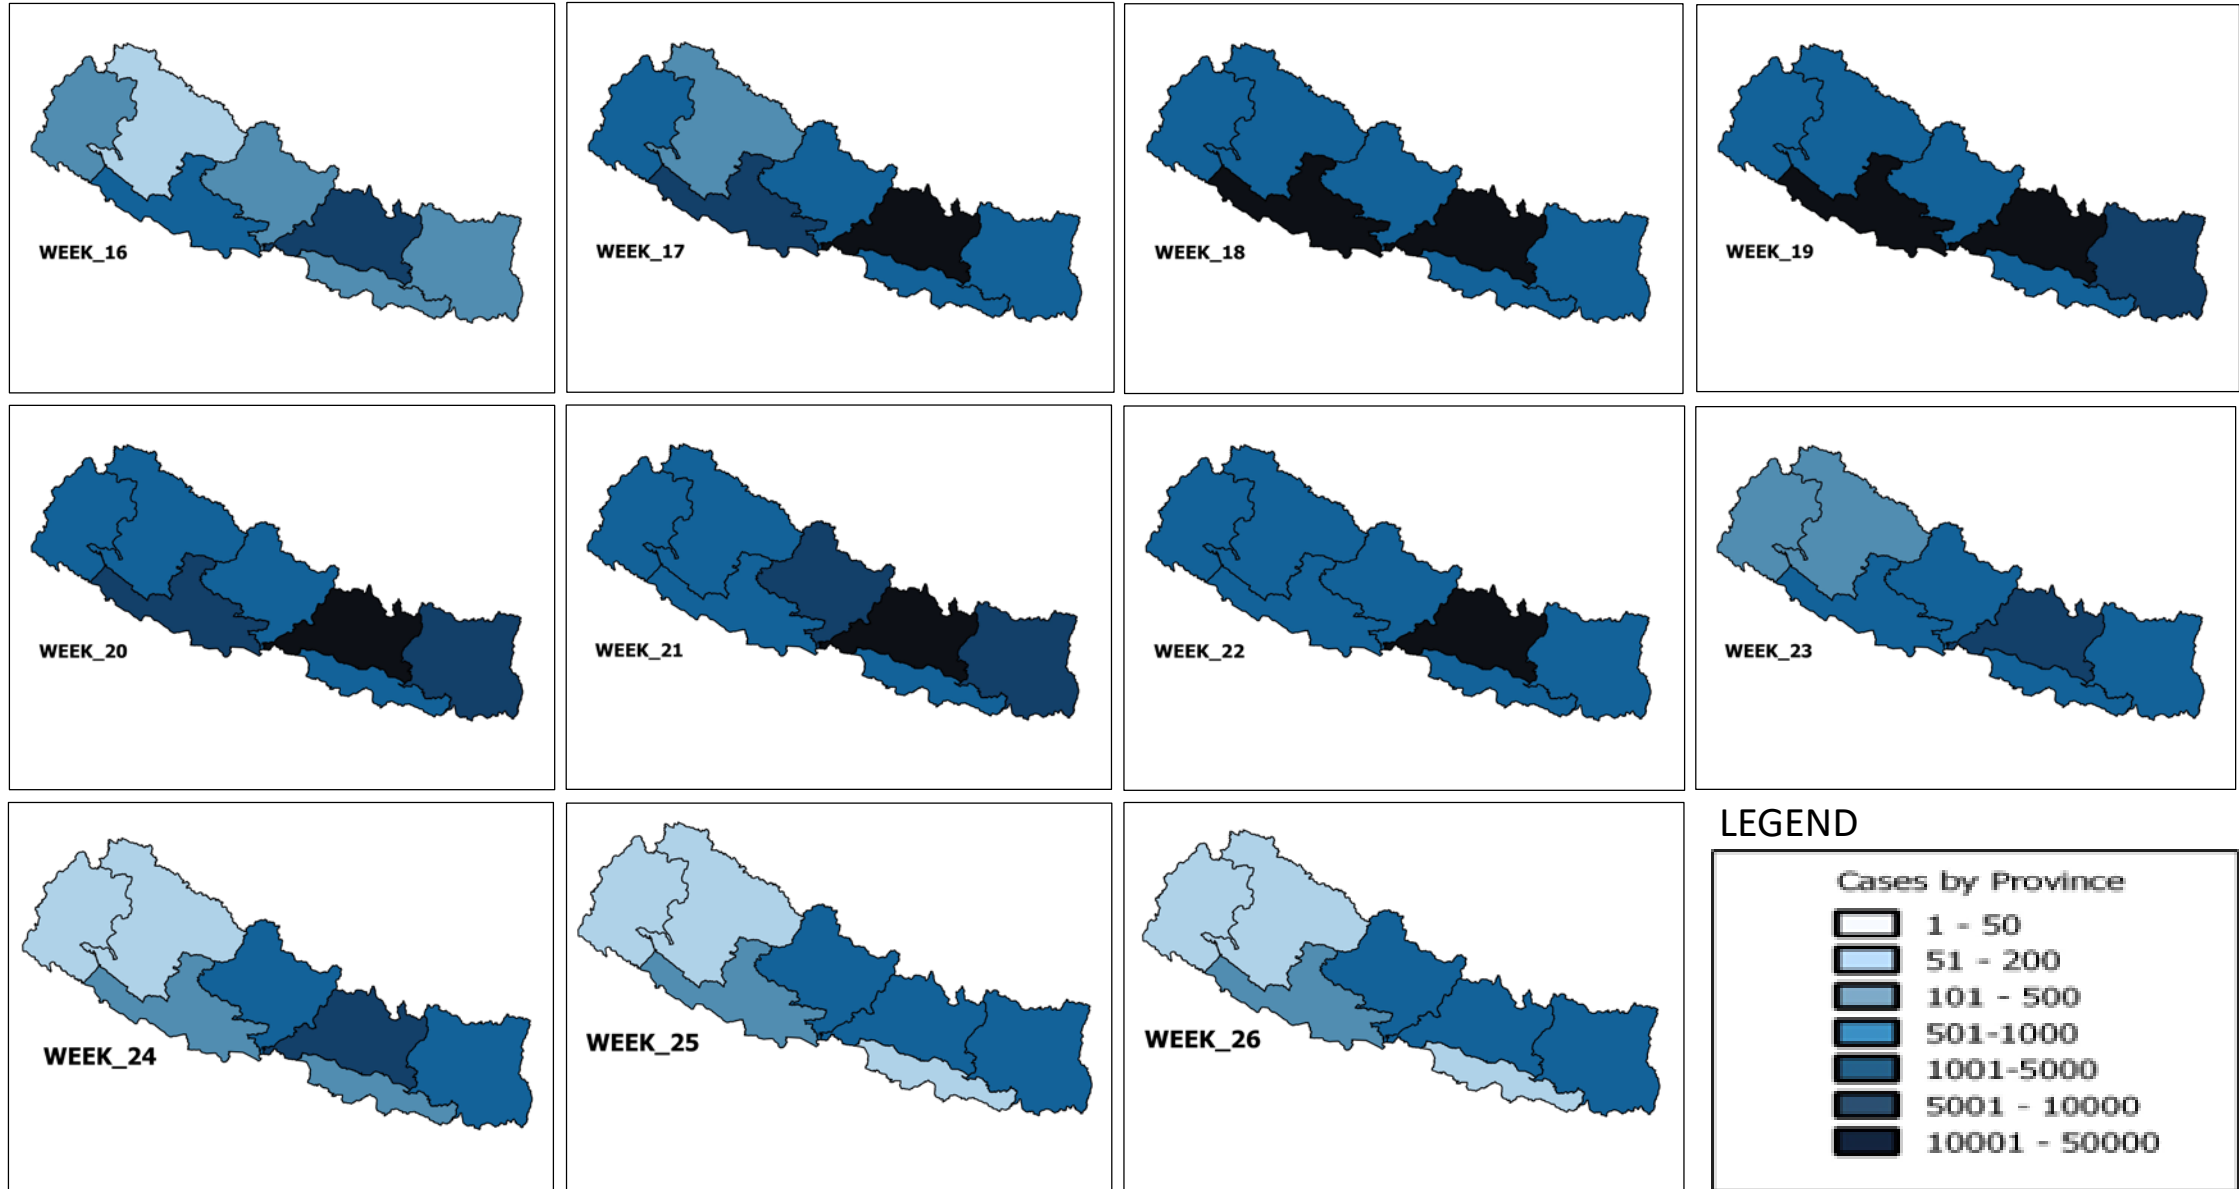 WEEK_16
WEEK_17
WEEK_18
WEEK_19
WEEK_20
WEEK_21
WEEK_22
WEEK_23
WEEK_24
WEEK_25
WEEK_26
LEGEND
Cases by Province
1 - 50
51 - 200
101 - 500
501-1000
1001-5000
5001 - 10000
10001 - 50000